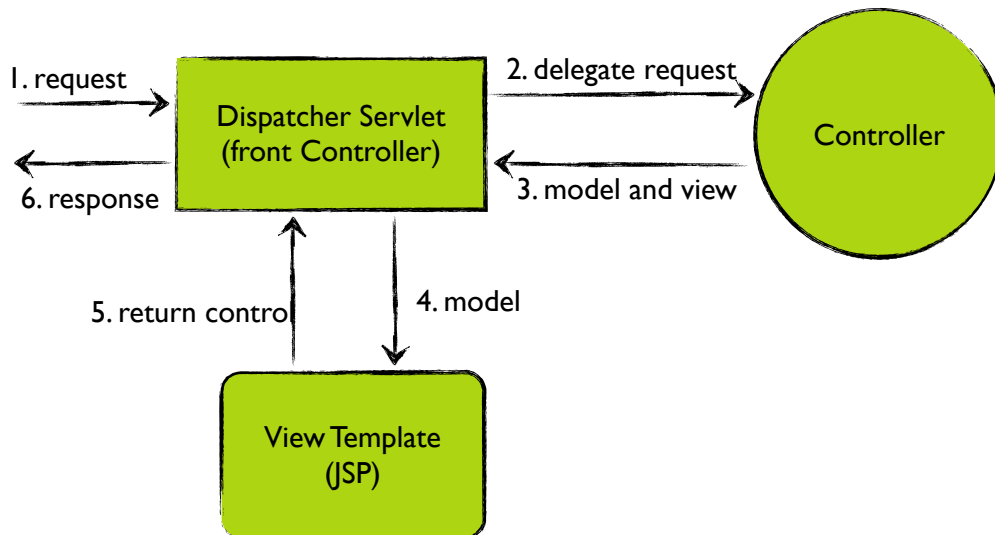 1. request
2. delegate request
Dispatcher Servlet
(front Controller)
Controller
6. response
3. model and view
5. return control
4. model
View Template
(JSP)